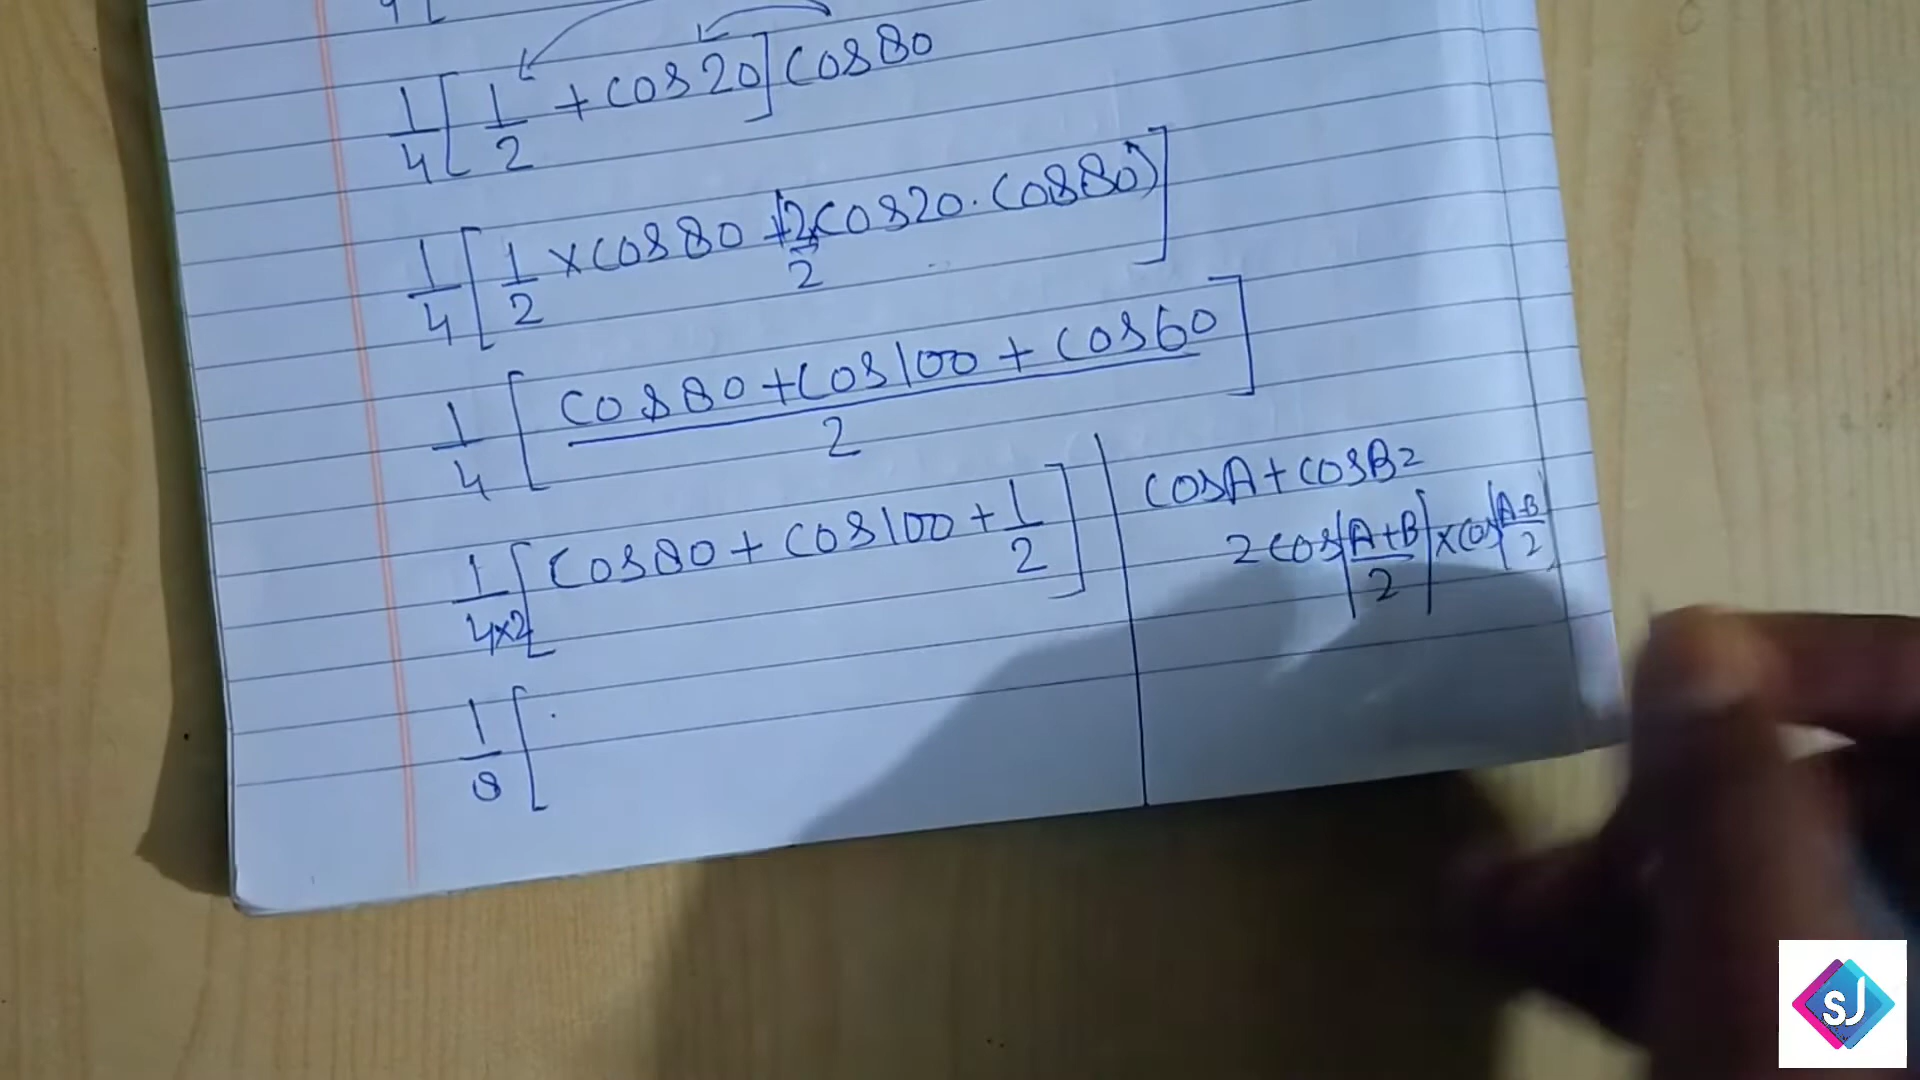 1/4 [ 1/2 + cos 20 ] cos 80
1/4 [ 1/2 × cos 80 + 2/2 (cos 20 · cos 80) ]
1/4 [ (cos 80 + cos 100 + cos 60) / 2 ]
1/(4×2) [ cos 80 + cos 100 + 1/2 ]
1/8 [
cos A + cos B =
2 cos (A+B)/2 × cos (A-B)/2
SJ